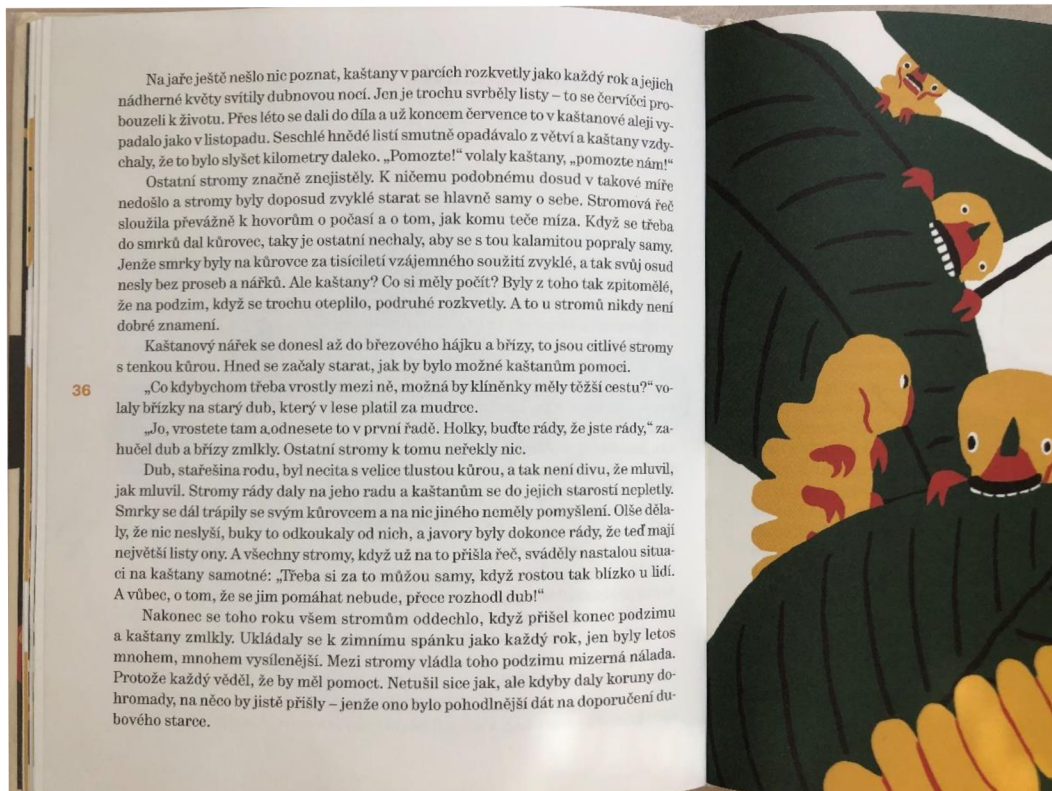 Na jaře ještě nešlo nic poznat, kaštany v parcích rozkvetly jako každý rok a jejich
nádherné květy svítily dubnovou nocí. Jen je trochu svrběly listy – to se červíčci pro-
bouzeli k životu. Přes léto se dali do díla a už koncem července to v kaštanové aleji vy-
padalo jako v listopadu. Seschlé hnědé listí smutně opadávalo z větví a kaštany vzdy-
chaly, že to bylo slyšet kilometry daleko. „Pomozte!“ volaly kaštany, „pomozte nám!“
Ostatní stromy značně znejistěly. K ničemu podobnému dosud v takové míře
nedošlo a stromy byly doposud zvyklé starat se hlavně samy o sebe. Stromová řeč
sloužila převážně k hovorům o počasí a o tom, jak komu teče míza. Když se třeba
do smrků dal kůrovec, taky je ostatní nechaly, aby se s tou kalamitou popraly samy.
Jenže smrky byly na kůrovce za tisíciletí vzájemného soužití zvyklé, a tak svůj osud
nesly bez proseb a nářků. Ale kaštany? Co si měly počít? Byly z toho tak zpitomělé,
že na podzim, když se trochu oteplilo, podruhé rozkvetly. A to u stromů nikdy není
dobré znamení.
Kaštanový nářek se donesl až do březového hájku a břízy, to jsou citlivé stromy
s tenkou kůrou. Hned se začaly starat, jak by bylo možné kaštanům pomoci.
„Co kdybychom třeba vrostly mezi ně, možná by klíněnky měly těžší cestu?“ vo-
laly břízky na starý dub, který v lese platil za mudrce.
„Jo, vrostete tam a odnesete to v první řadě. Holky, buďte rády, že jste rády,“ za-
hučel dub a břízy zmlkly. Ostatní stromy k tomu neřekly nic.
Dub, stařešina rodu, byl necita s velice tlustou kůrou, a tak není divu, že mluvil,
jak mluvil. Stromy rády daly na jeho radu a kaštanům se do jejich starostí nepletly.
Smrky se dál trápily se svým kůrovcem a na nic jiného neměly pomyšlení. Olše děla-
ly, že nic neslyší, buky to odkoukaly od nich, a javory byly dokonce rády, že teď mají
největší listy ony. A všechny stromy, když už na to přišla řeč, sváděly nastalou situa-
ci na kaštany samotné: „Třeba si za to můžou samy, když rostou tak blízko u lidí.
A vůbec, o tom, že se jim pomáhat nebude, přece rozhodl dub!“
Nakonec se toho roku všem stromům oddechlo, když přišel konec podzimu
a kaštany zmlkly. Ukládaly se k zimnímu spánku jako každý rok, jen byly letos
mnohem, mnohem vysílenější. Mezi stromy vládla toho podzimu mizerná nálada.
Protože každý věděl, že by měl pomoct. Netušil sice jak, ale kdyby daly koruny do-
hromady, na něco by jistě přišly – jenže ono bylo pohodlnější dát na doporučení du-
bového starce.
36